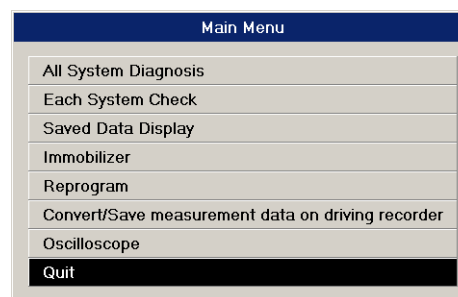 Main Menu
All System Diagnosis
Each System Check
Saved Data Display
Immobilizer
Reprogram
Convert/Save measurement data on driving recorder
Oscilloscope
Quit